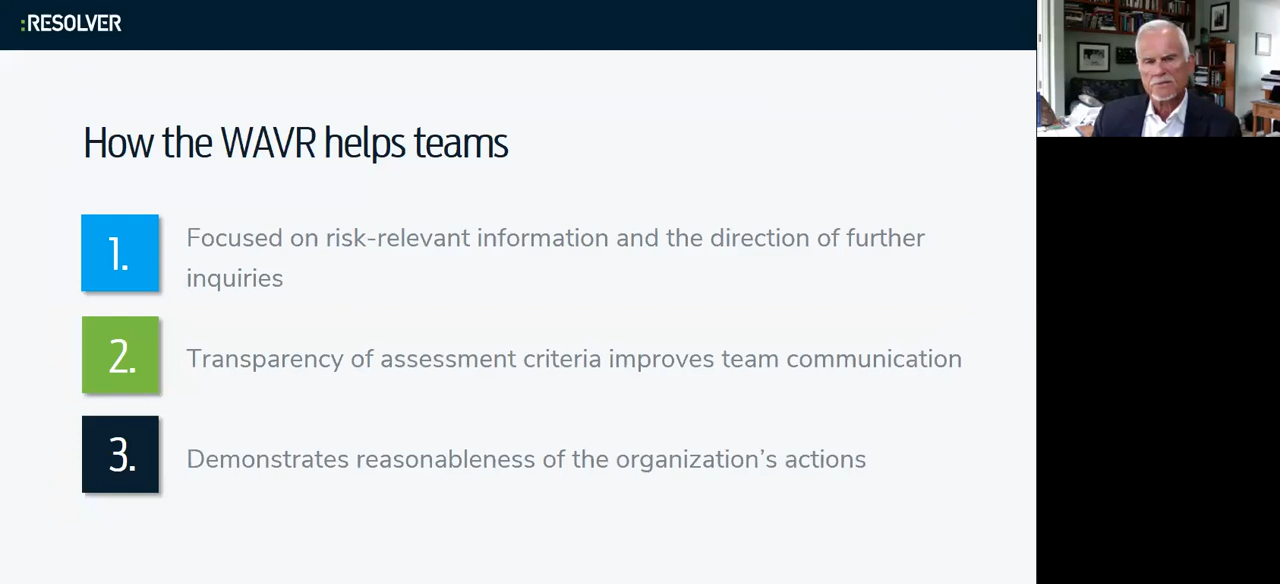 :RESOLVER
How the WAVR helps teams
1.
Focused on risk-relevant information and the direction of further
inquiries
2.
Transparency of assessment criteria improves team communication
3.
Demonstrates reasonableness of the organization’s actions